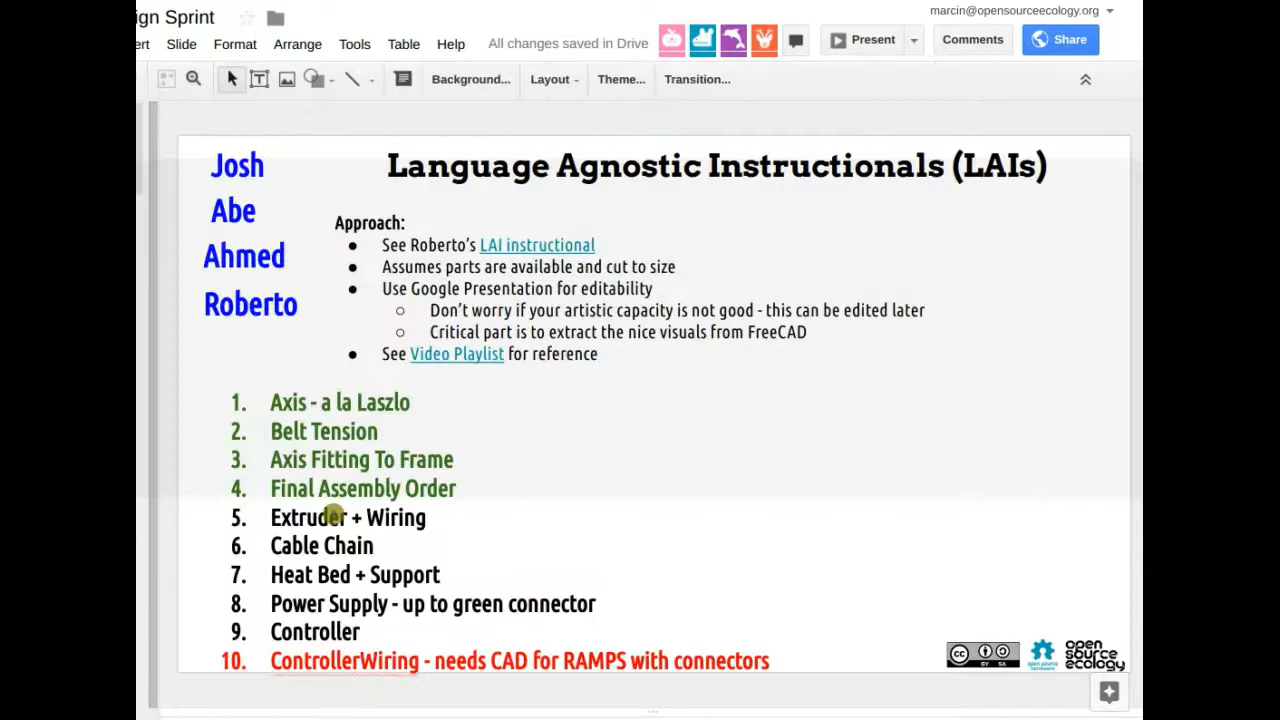 ign Sprint
marcin@opensourceecology.org
ert Slide Format Arrange Tools Table Help All changes saved in Drive
Present Comments Share
Background... Layout Theme... Transition...
Language Agnostic Instructionals (LAIs)
Josh
Abe
Ahmed
Roberto
Approach:
● See Roberto's LAI instructional
● Assumes parts are available and cut to size
● Use Google Presentation for editability
○ Don't worry if your artistic capacity is not good - this can be edited later
○ Critical part is to extract the nice visuals from FreeCAD
● See Video Playlist for reference
1. Axis - a la Laszlo
2. Belt Tension
3. Axis Fitting To Frame
4. Final Assembly Order
5. Extruder + Wiring
6. Cable Chain
7. Heat Bed + Support
8. Power Supply - up to green connector
9. Controller
10. ControllerWiring - needs CAD for RAMPS with connectors
CC BY SA
open source hardware
open source ecology